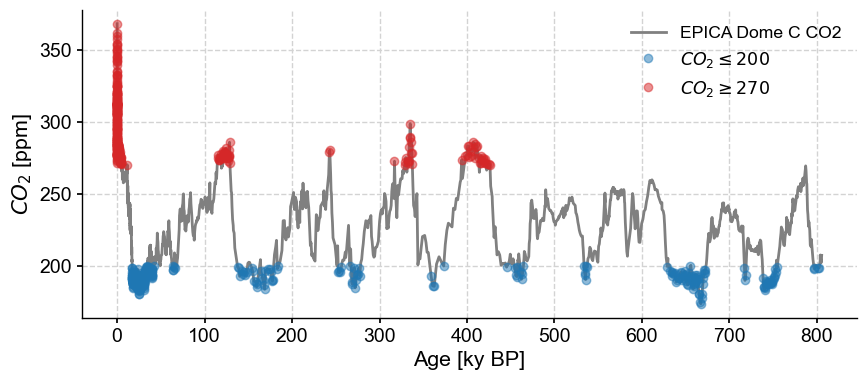 EPICA Dome C CO2
CO₂ ≤ 200
CO₂ ≥ 270
CO₂ [ppm]
350
300
250
200
0 100 200 300 400 500 600 700 800
Age [ky BP]